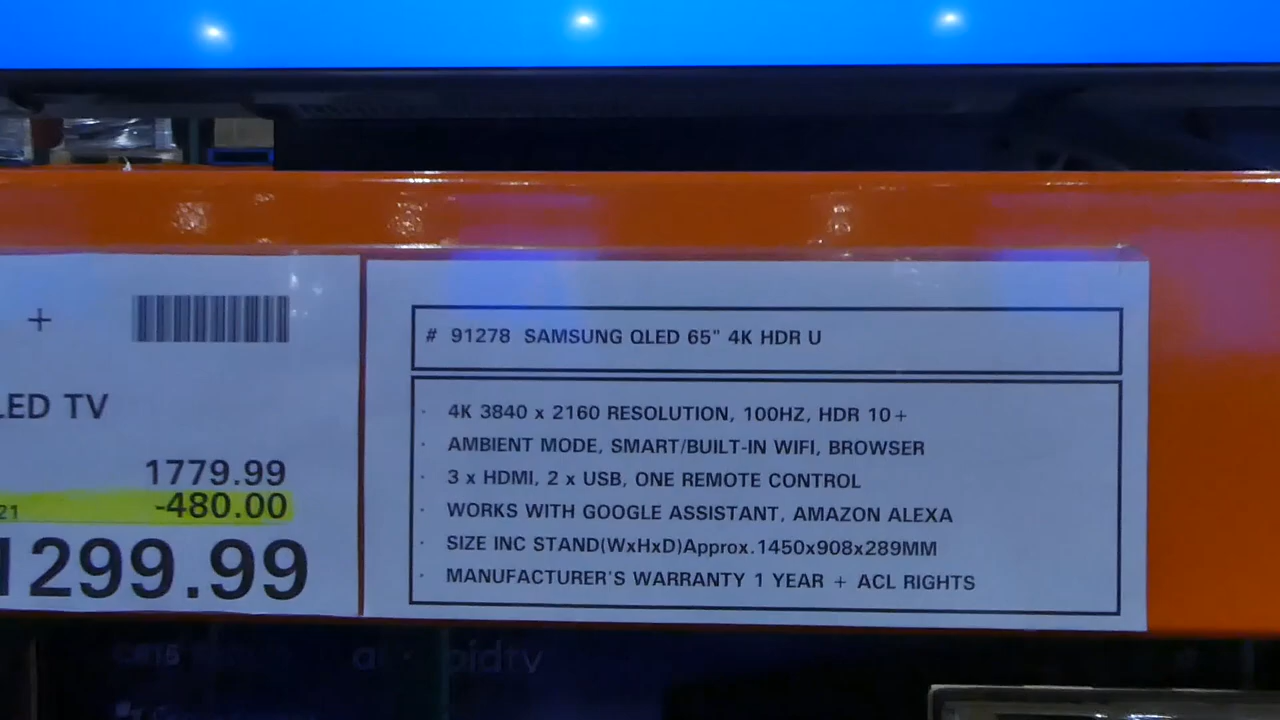 +
LED TV
1779.99
21 -480.00
1299.99
# 91278 SAMSUNG QLED 65" 4K HDR U
· 4K 3840 x 2160 RESOLUTION, 100HZ, HDR 10+
· AMBIENT MODE, SMART/BUILT-IN WIFI, BROWSER
· 3 x HDMI, 2 x USB, ONE REMOTE CONTROL
· WORKS WITH GOOGLE ASSISTANT, AMAZON ALEXA
· SIZE INC STAND(WxHxD)Approx.1450x908x289MM
· MANUFACTURER'S WARRANTY 1 YEAR + ACL RIGHTS